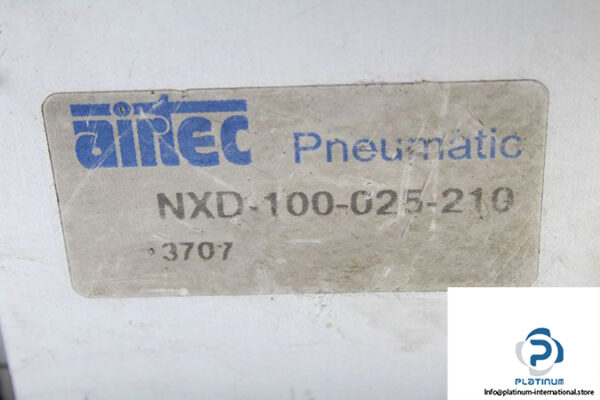 airtec Pneumatic
NXD-100-025-210
3707
PLATINUM
info@platinum-international.store